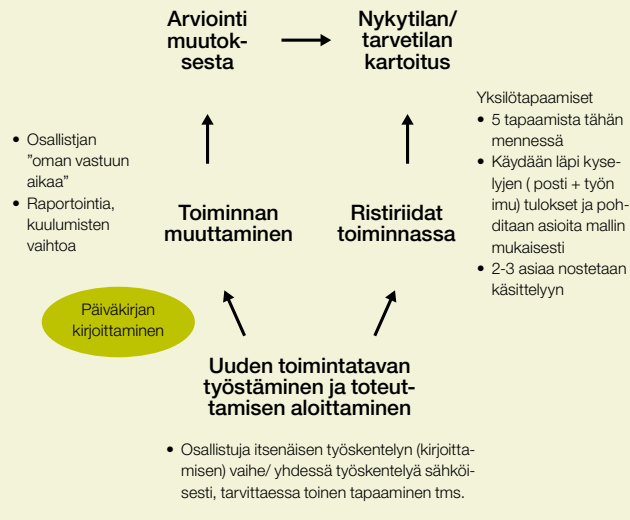 Arviointi
muutok-
sesta
Nykytilan/
tarvetilan
kartoitus
Yksilötapaamiset
• 5 tapaamista tähän
mennessä
• Käydään läpi kyse-
lyjen ( posti + työn
imu) tulokset ja poh-
ditaan asioita mallin
mukaisesti
• 2-3 asiaa nostetaan
käsittelyyn
• Osallistjan
”oman vastuun
aikaa”
• Raportointia,
kuulumisten
vaihtoa
Toiminnan
muuttaminen
Ristiriidat
toiminnassa
Päiväkirjan
kirjoittaminen
Uuden toimintatavan
työstäminen ja toteut-
tamisen aloittaminen
• Osallistuja itsenäisen työskentelyn (kirjoitta-
misen) vaihe/ yhdessä työskentelyä sähköi-
sesti, tarvittaessa toinen tapaaminen tms.